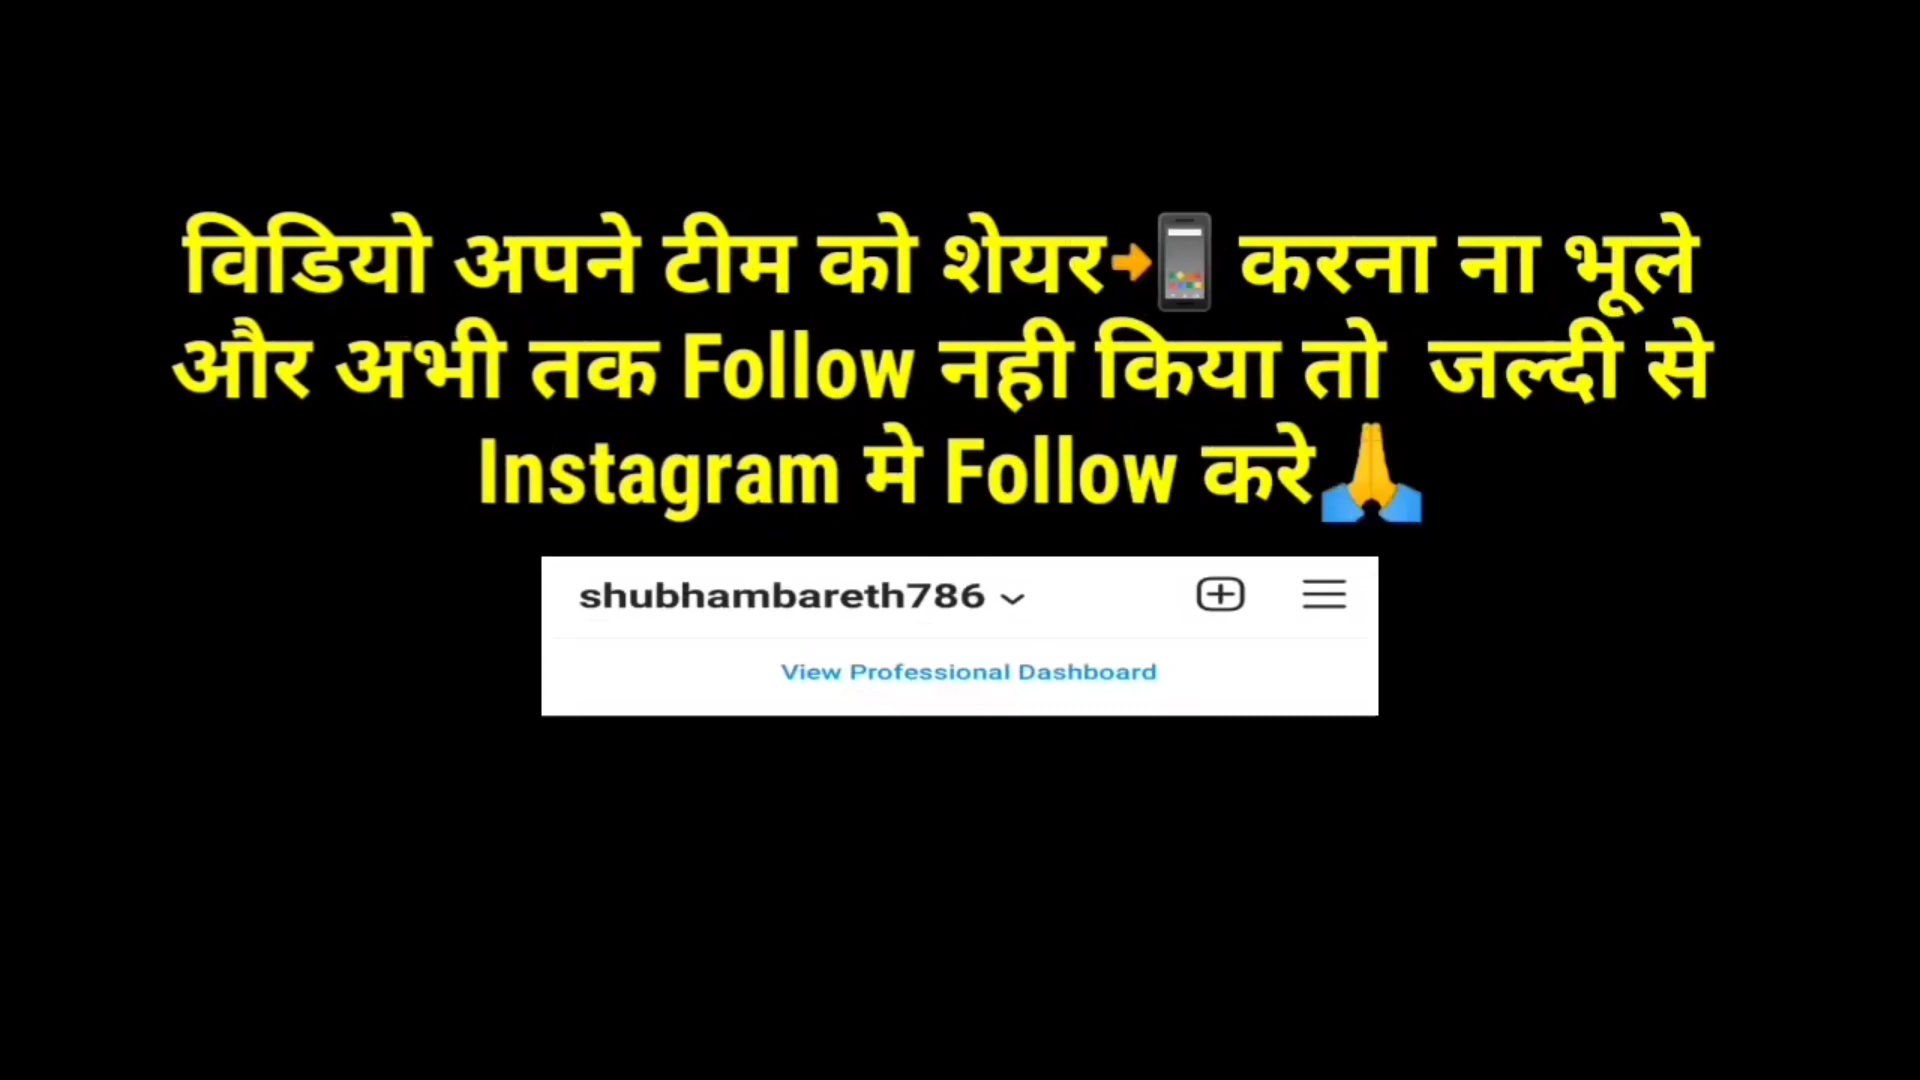 विडियो अपने टीम को शेयर📲 करना ना भूले
और अभी तक Follow नही किया तो जल्दी से
Instagram मे Follow करे🙏
shubhambareth786
View Professional Dashboard